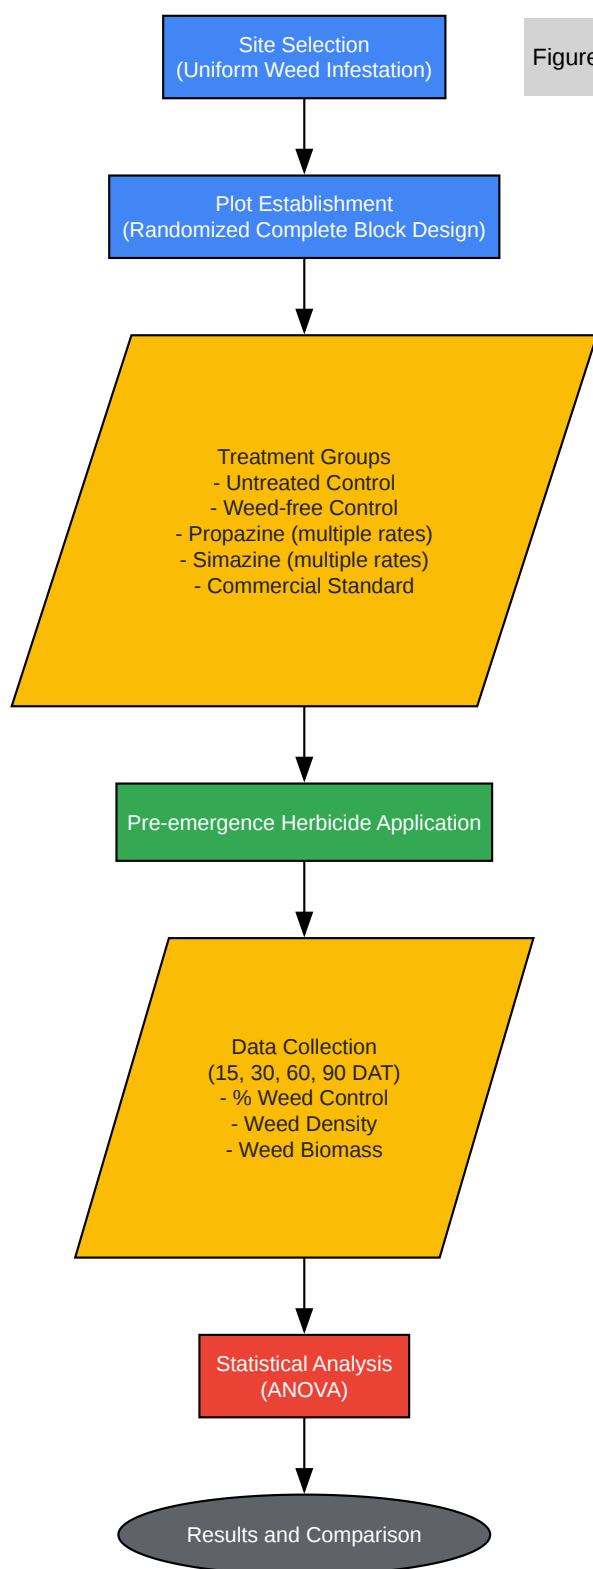 Site Selection
(Uniform Weed Infestation)
Figure
Plot Establishment
(Randomized Complete Block Design)
Treatment Groups
- Untreated Control
- Weed-free Control
- Propazine (multiple rates)
- Simazine (multiple rates)
- Commercial Standard
Pre-emergence Herbicide Application
Data Collection
(15, 30, 60, 90 DAT)
- % Weed Control
- Weed Density
- Weed Biomass
Statistical Analysis
(ANOVA)
Results and Comparison